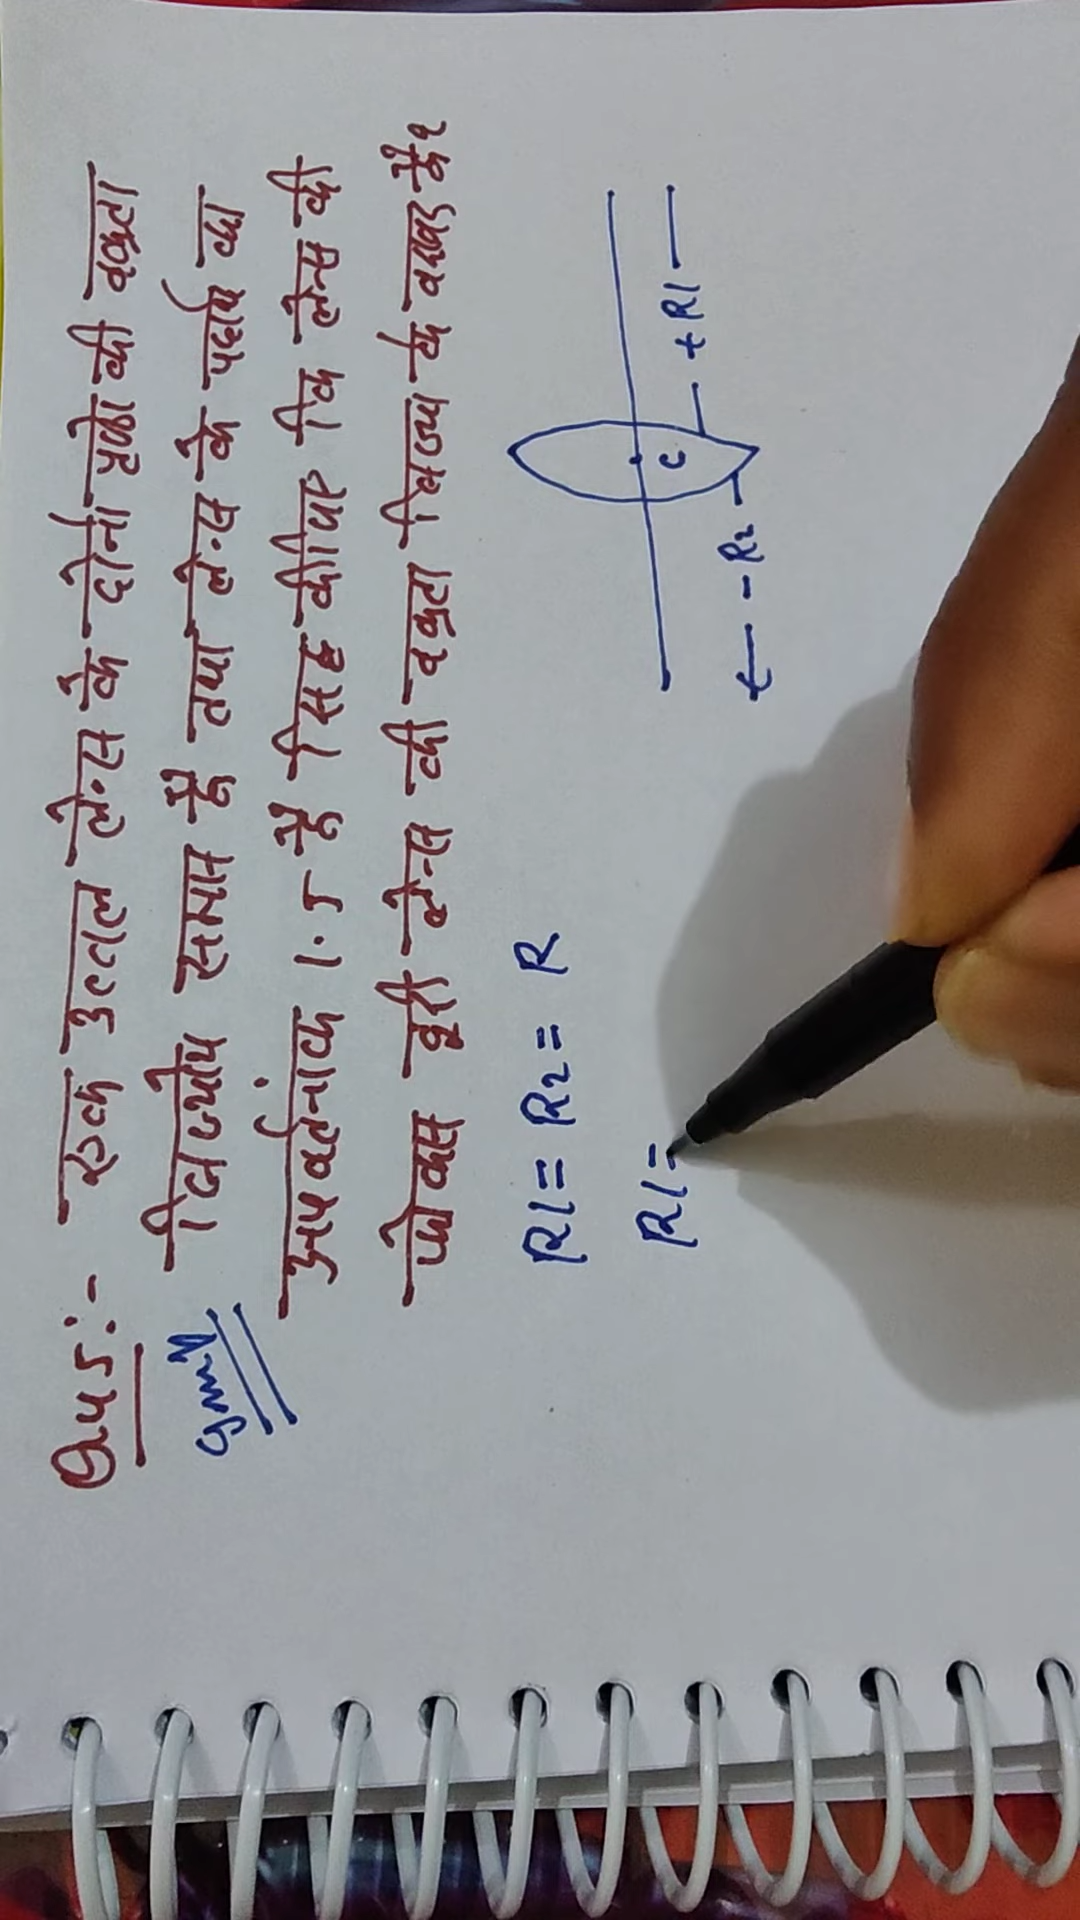 Que 5:- एक उत्तल लेन्स के दोनो पृष्ठो की वक्रता
त्रिज्याये समान है तथा लेन्स के पदार्थ का
अपवर्तनांक 1.5 है सिद्ध कीजिए कि लेन्स की
फोकस दूरी लेन्स की वक्रता त्रिज्या के बराबर है?
R1 = R2 = R
R1 =
C
+R1
-R2